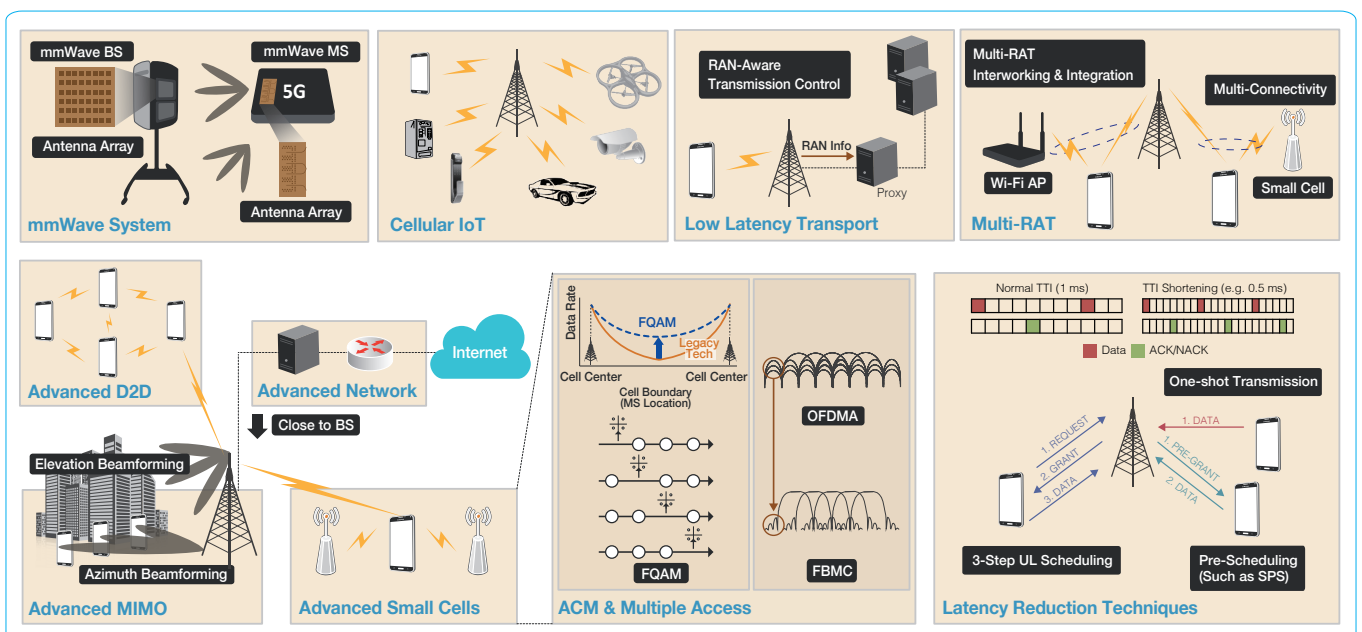 mmWave BS
mmWave MS
5G
Antenna Array
Antenna Array
mmWave System
Cellular IoT
RAN-Aware
Transmission Control
RAN Info
Proxy
Low Latency Transport
Multi-RAT
Interworking & Integration
Multi-Connectivity
Wi-Fi AP
Small Cell
Multi-RAT
Advanced D2D
Internet
Advanced Network
Close to BS
Elevation Beamforming
Azimuth Beamforming
Advanced MIMO
Advanced Small Cells
Data Rate
FQAM
Legacy
Tech
Cell Center
Cell Center
Cell Boundary
(MS Location)
FQAM
OFDMA
FBMC
ACM & Multiple Access
Normal TTI (1 ms)
TTI Shortening (e.g. 0.5 ms)
Data
ACK/NACK
One-shot Transmission
1. REQUEST
2. GRANT
3. DATA
1. DATA
1. PRE-GRANT
2. DATA
3-Step UL Scheduling
Pre-Scheduling
(Such as SPS)
Latency Reduction Techniques